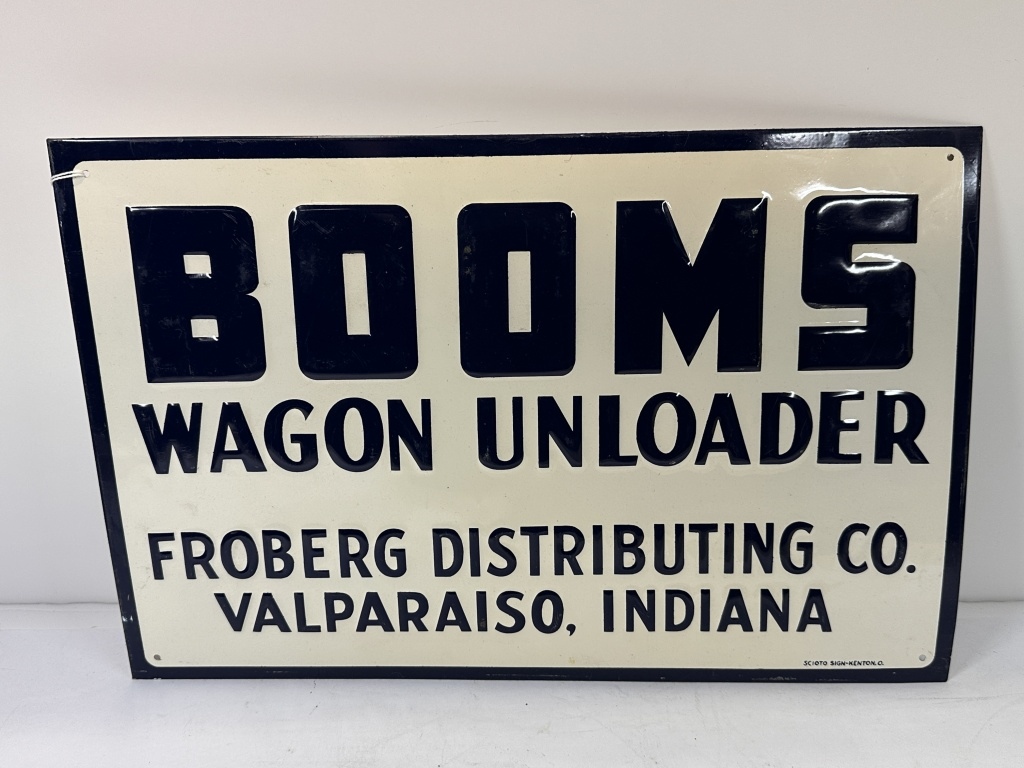 BOOMS
WAGON UNLOADER
FROBERG DISTRIBUTING CO.
VALPARAISO, INDIANA
SCIOTO SIGN-KENTON, O.